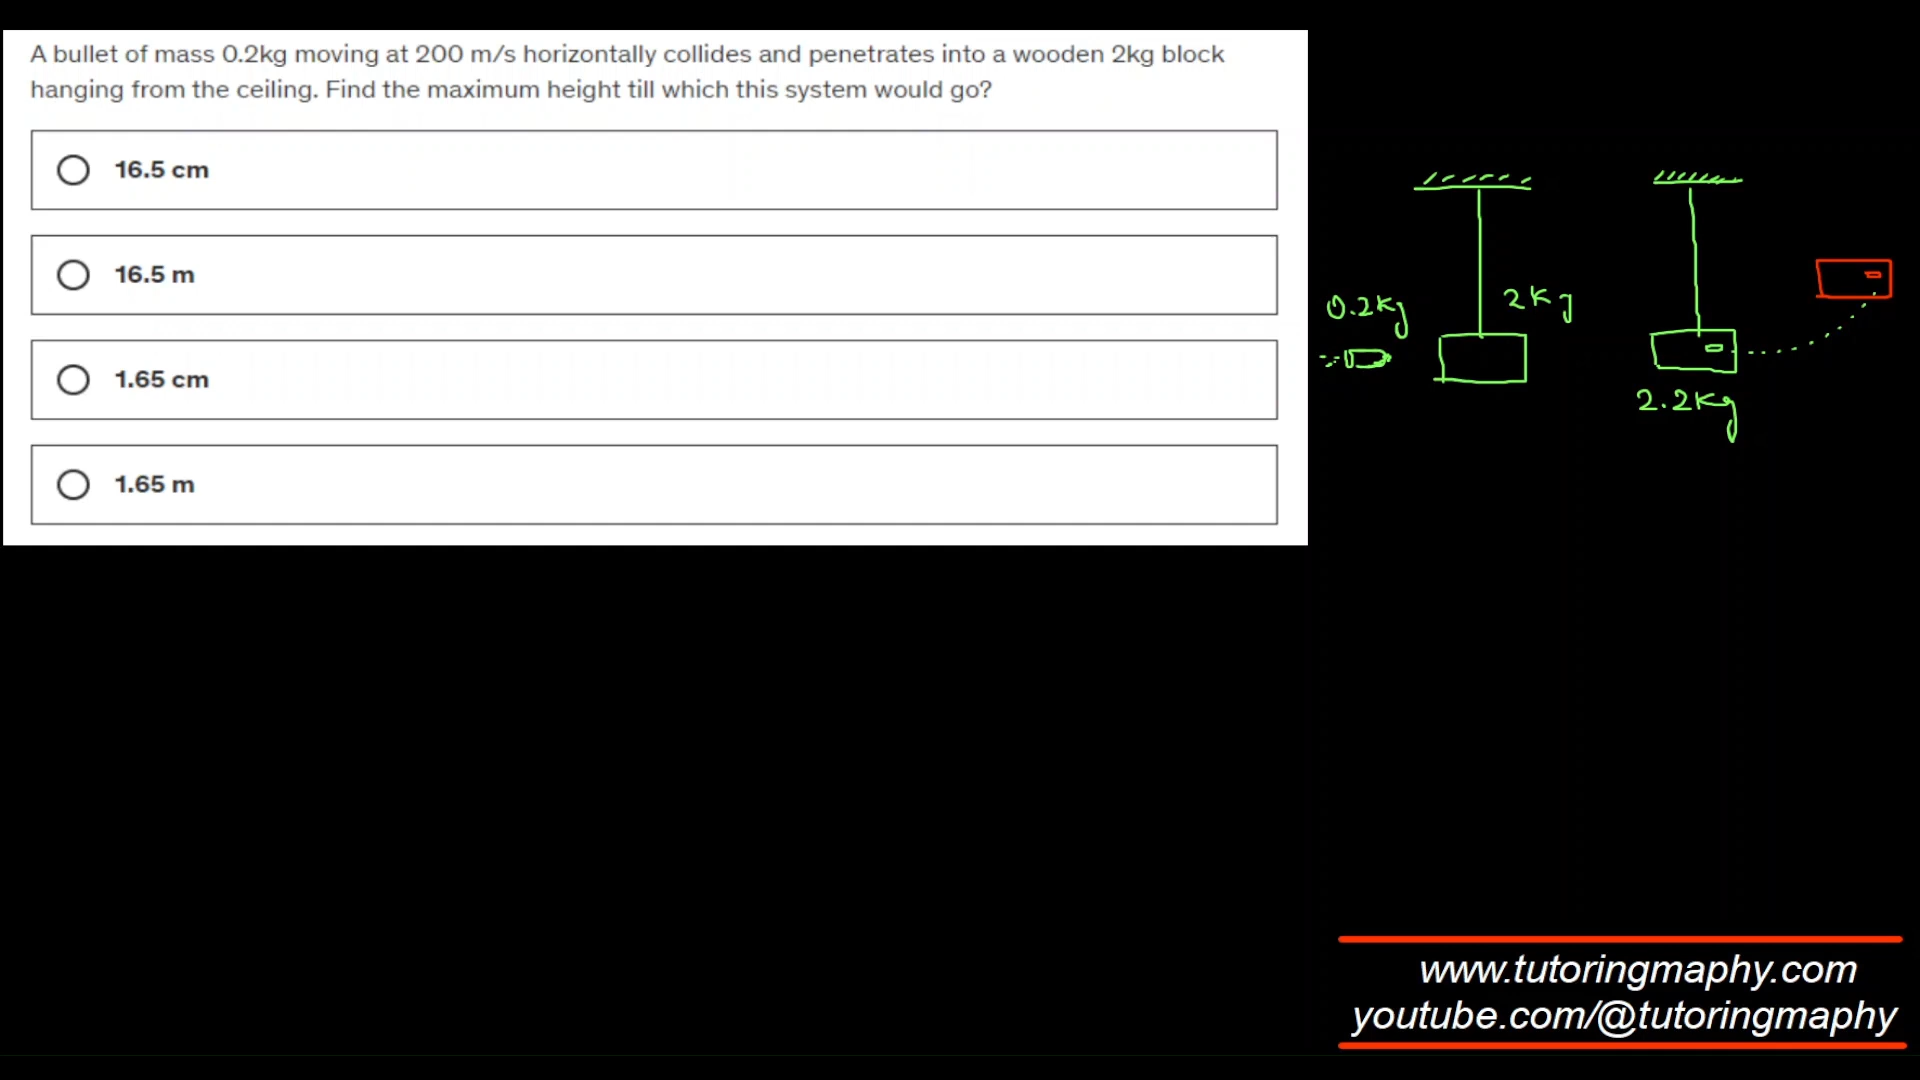 A bullet of mass 0.2kg moving at 200 m/s horizontally collides and penetrates into a wooden 2kg block
hanging from the ceiling. Find the maximum height till which this system would go?
16.5 cm
16.5 m
1.65 cm
1.65 m
0.2kg
2kg
2.2kg
www.tutoringmaphy.com
youtube.com/@tutoringmaphy